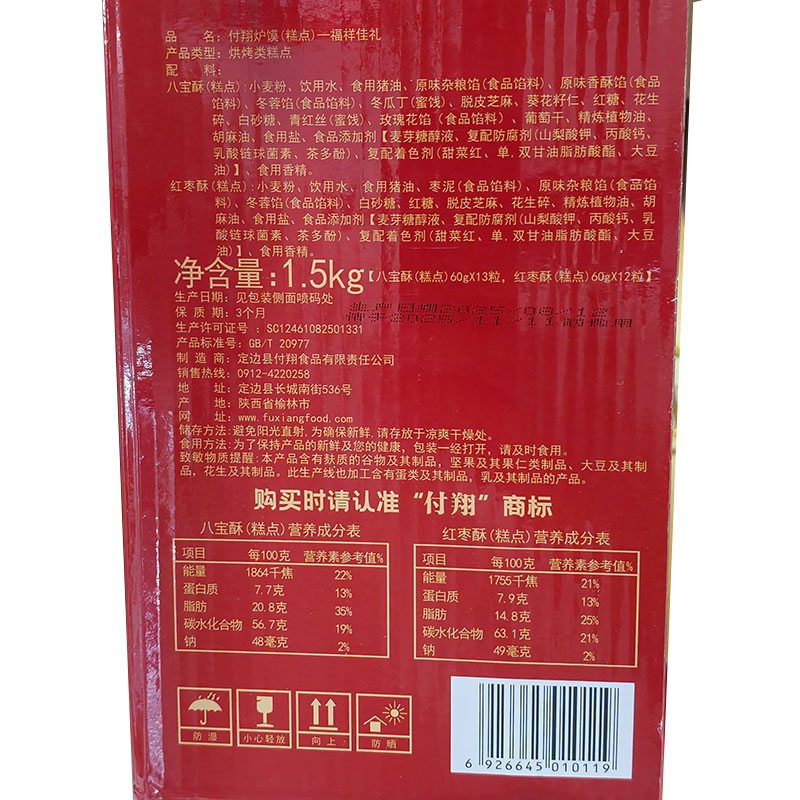 品　名：付翔炉馍(糕点)—福祥佳礼
产品类型：烘烤类糕点
配　料：
八宝酥(糕点)：小麦粉、饮用水、食用猪油、原味杂粮馅(食品馅料)、原味香酥馅(食品
馅料)、冬蓉馅(食品馅料)、冬瓜丁(蜜饯)、脱皮芝麻、葵花籽仁、红糖、花生
碎、白砂糖、青红丝(蜜饯)、玫瑰花馅(食品馅料)、葡萄干、精炼植物油、
胡麻油、食用盐、食品添加剂【麦芽糖醇液、复配防腐剂(山梨酸钾、丙酸钙、
乳酸链球菌素、茶多酚)、复配着色剂(甜菜红、单,双甘油脂肪酸酯、大豆
油)】、食用香精。
红枣酥(糕点)：小麦粉、饮用水、食用猪油、枣泥(食品馅料)、原味杂粮馅(食品馅
料)、冬蓉馅(食品馅料)、白砂糖、红糖、脱皮芝麻、花生碎、精炼植物油、胡
麻油、食用盐、食品添加剂【麦芽糖醇液、复配防腐剂(山梨酸钾、丙酸钙、乳
酸链球菌素、茶多酚)、复配着色剂(甜菜红、单,双甘油脂肪酸酯、大豆
油)】、食用香精。
净含量:1.5kg【八宝酥(糕点)60gX13粒，红枣酥(糕点)60gX12粒】
生产日期：见包装侧面喷码处
保 质 期：3个月
生产许可证号：SC12461082501331
产品标准号：GB/T 20977
制 造 商：定边县付翔食品有限责任公司
销售热线：0912-4220258
地　址：定边县长城南街536号
产　地：陕西省榆林市
网　址：www.fuxiangfood.com
储存方法:避免阳光直射,为确保新鲜,请存放于凉爽干燥处。
食用方法:为了保持产品的新鲜及您的健康，包装一经打开，请及时食用。
致敏物质提醒:本产品含有麸质的谷物及其制品，坚果及其果仁类制品、大豆及其制
品，花生及其制品。此生产线也加工含有蛋类及其制品，乳及其制品的产品。
购买时请认准“付翔”商标
八宝酥(糕点)营养成分表
项目 每100克 营养素参考值%
能量 1864千焦 22%
蛋白质 7.7克 13%
脂肪 20.8克 35%
碳水化合物 56.7克 19%
钠 48毫克 2%
红枣酥(糕点)营养成分表
项目 每100克 营养素参考值%
能量 1755千焦 21%
蛋白质 7.9克 13%
脂肪 14.8克 25%
碳水化合物 63.1克 21%
钠 49毫克 2%
防湿 小心轻放 向上 防晒
6 926645 010119